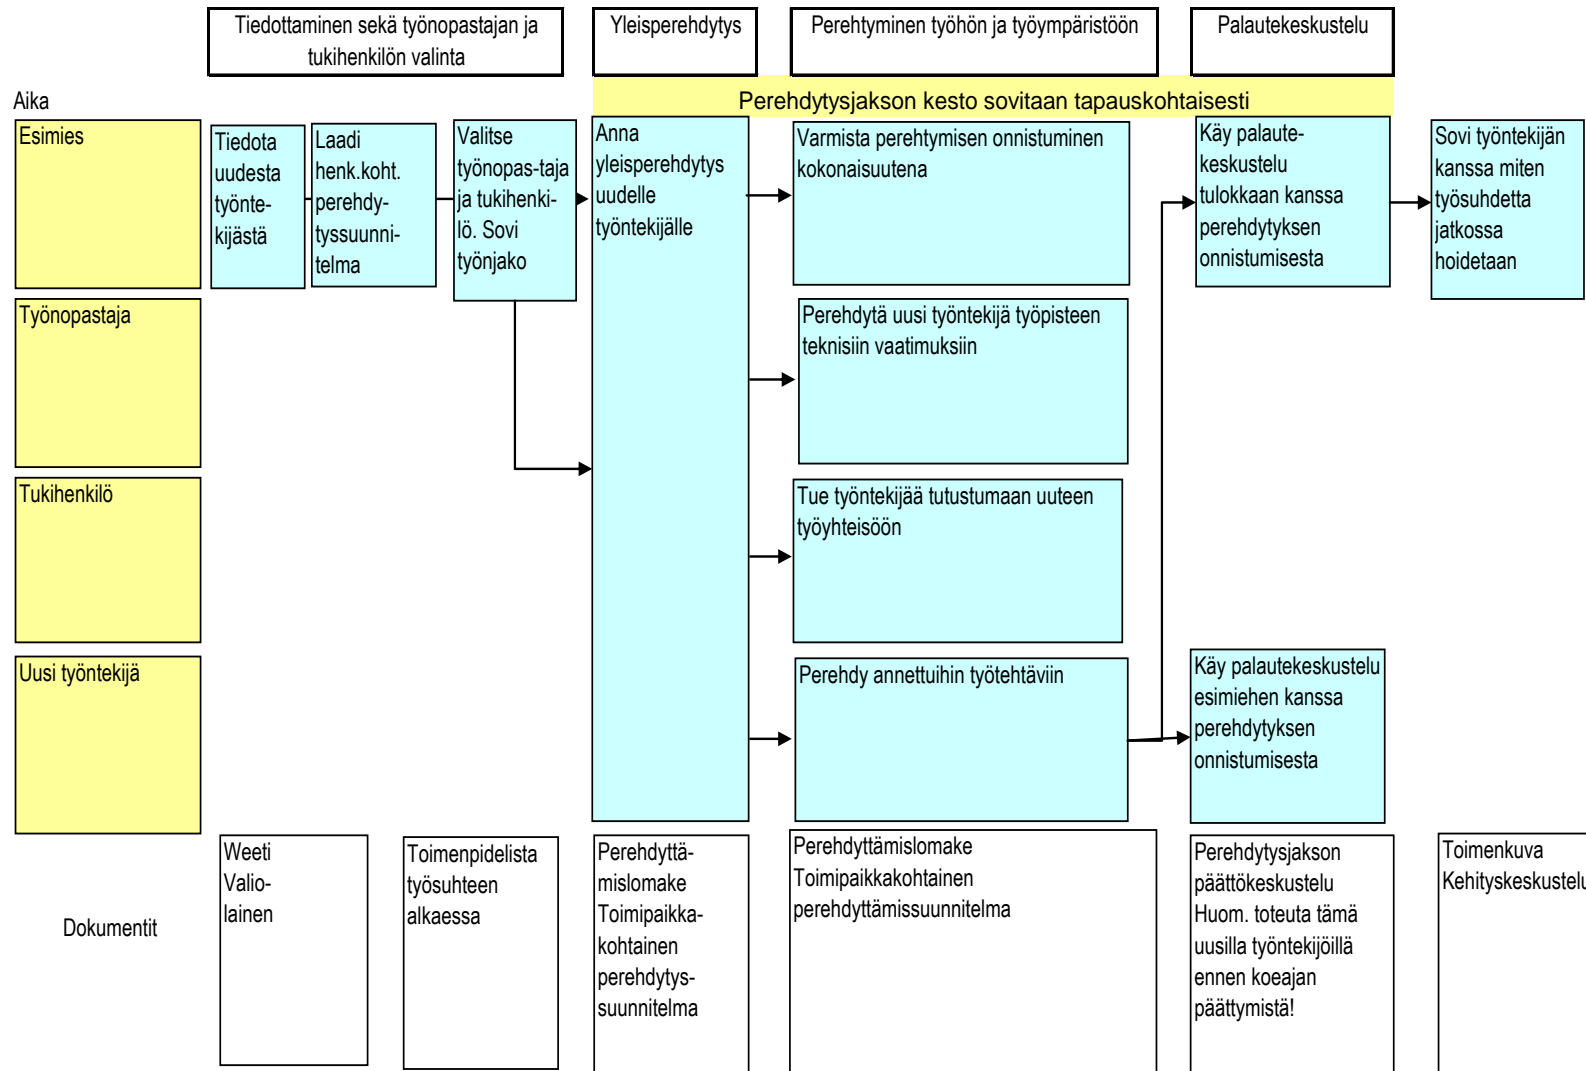 Tiedottaminen sekä työnopastajan ja
tukihenkilön valinta
Yleisperehdytys
Perehtyminen työhön ja työympäristöön
Palautekeskustelu
Aika
Perehdytysjakson kesto sovitaan tapauskohtaisesti
Esimies
Tiedota
uudesta
työnte-
kijästä
Laadi
henk.koht.
perehdy-
tyssuunni-
telma
Valitse
työnopas-taja
ja tukihenki-
lö. Sovi
työnjako
Anna
yleisperehdytys
uudelle
työntekijälle
Varmista perehtymisen onnistuminen
kokonaisuutena
Käy palaute-
keskustelu
tulokkaan kanssa
perehdytyksen
onnistumisesta
Sovi työntekijän
kanssa miten
työsuhdetta
jatkossa
hoidetaan
Työnopastaja
Perehdytä uusi työntekijä työpisteen
teknisiin vaatimuksiin
Tukihenkilö
Tue työntekijää tutustumaan uuteen
työyhteisöön
Uusi työntekijä
Perehdy annettuihin työtehtäviin
Käy palautekeskustelu
esimiehen kanssa
perehdytyksen
onnistumisesta
Dokumentit
Weeti
Valio-
lainen
Toimenpidelista
työsuhteen
alkaessa
Perehdyttä-
mislomake
Toimipaikka-
kohtainen
perehdytys-
suunnitelma
Perehdyttämislomake
Toimipaikkakohtainen
perehdyttämissuunnitelma
Perehdytysjakson
päättökeskustelu
Huom. toteuta tämä
uusilla työntekijöillä
ennen koeajan
päättymistä!
Toimenkuva
Kehityskeskustelu